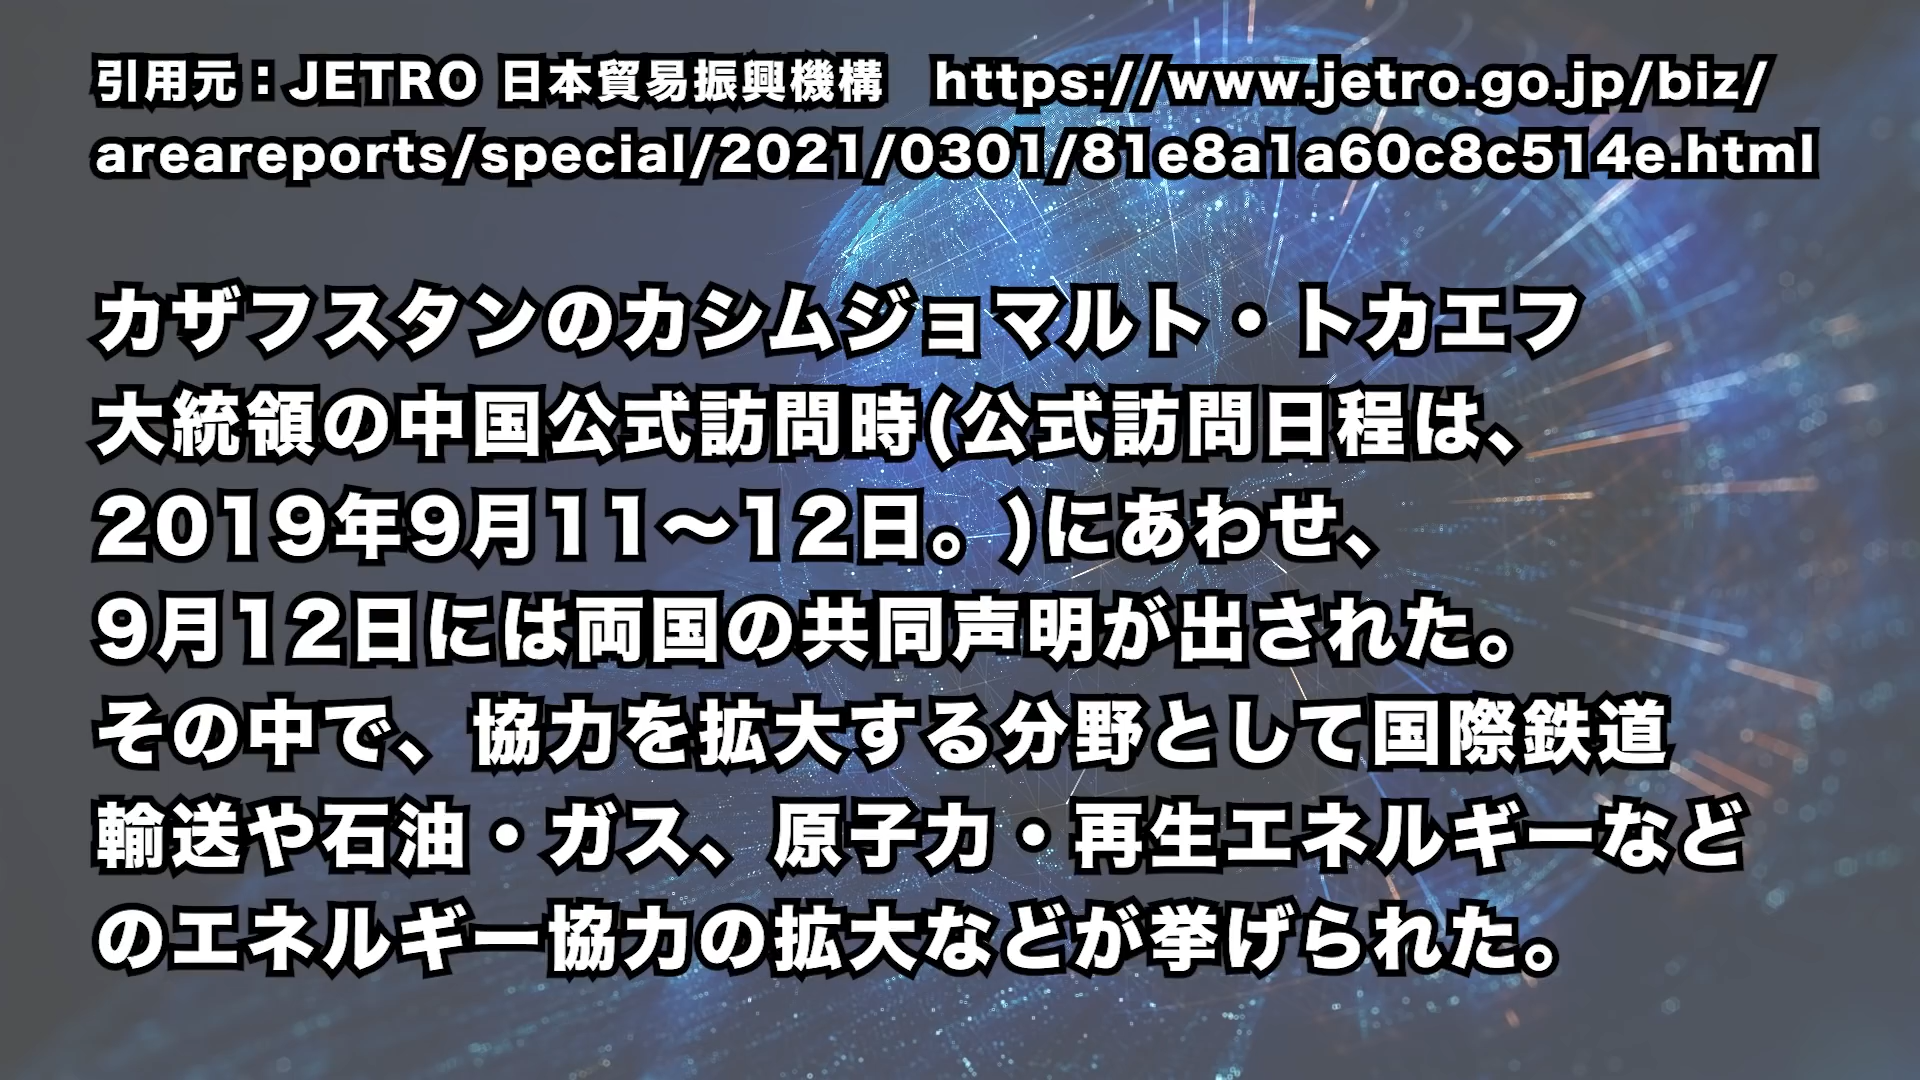 引用元：JETRO 日本貿易振興機構　https://www.jetro.go.jp/biz/
areareports/special/2021/0301/81e8a1a60c8c514e.html
カザフスタンのカシムジョマルト・トカエフ
大統領の中国公式訪問時(公式訪問日程は、
2019年9月11〜12日。)にあわせ、
9月12日には両国の共同声明が出された。
その中で、協力を拡大する分野として国際鉄道
輸送や石油・ガス、原子力・再生エネルギーなど
のエネルギー協力の拡大などが挙げられた。